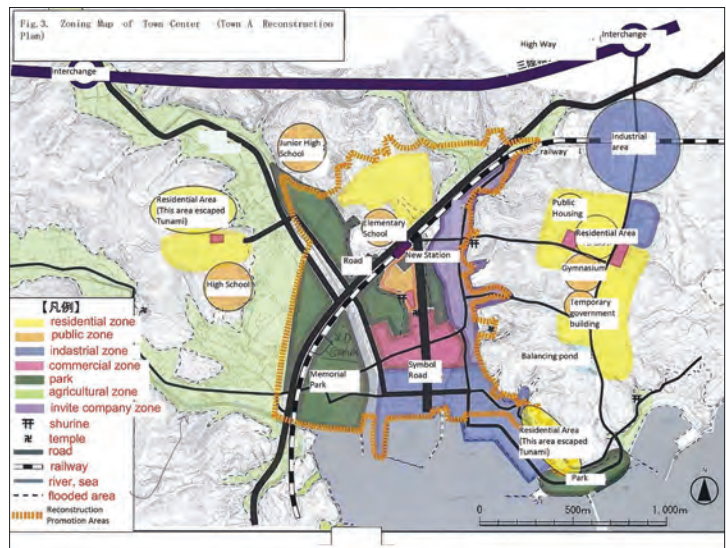 Fig.3. Zoning Map of Town Center (Town A Reconstruction
Plan)
Interchange
High Way
Interchange
Junior High
School
railway
Industrial
area
Residential Area
(This area escaped
Tunami)
Elementary
School
Public
Housing
Residential Area
High School
Road
New Station
Gymnasium
Temporary
government
building
Balancing pond
Memorial
Park
Symbol
Road
Residential Area
(This area escaped
Tunami)
Park
【凡例】
residential zone
public zone
indastrial zone
commercial zone
park
agricultural zone
invite company zone
shurine
temple
road
railway
river, sea
flooded area
Reconstruction
Promotion Areas
N
0 500m 1,000m